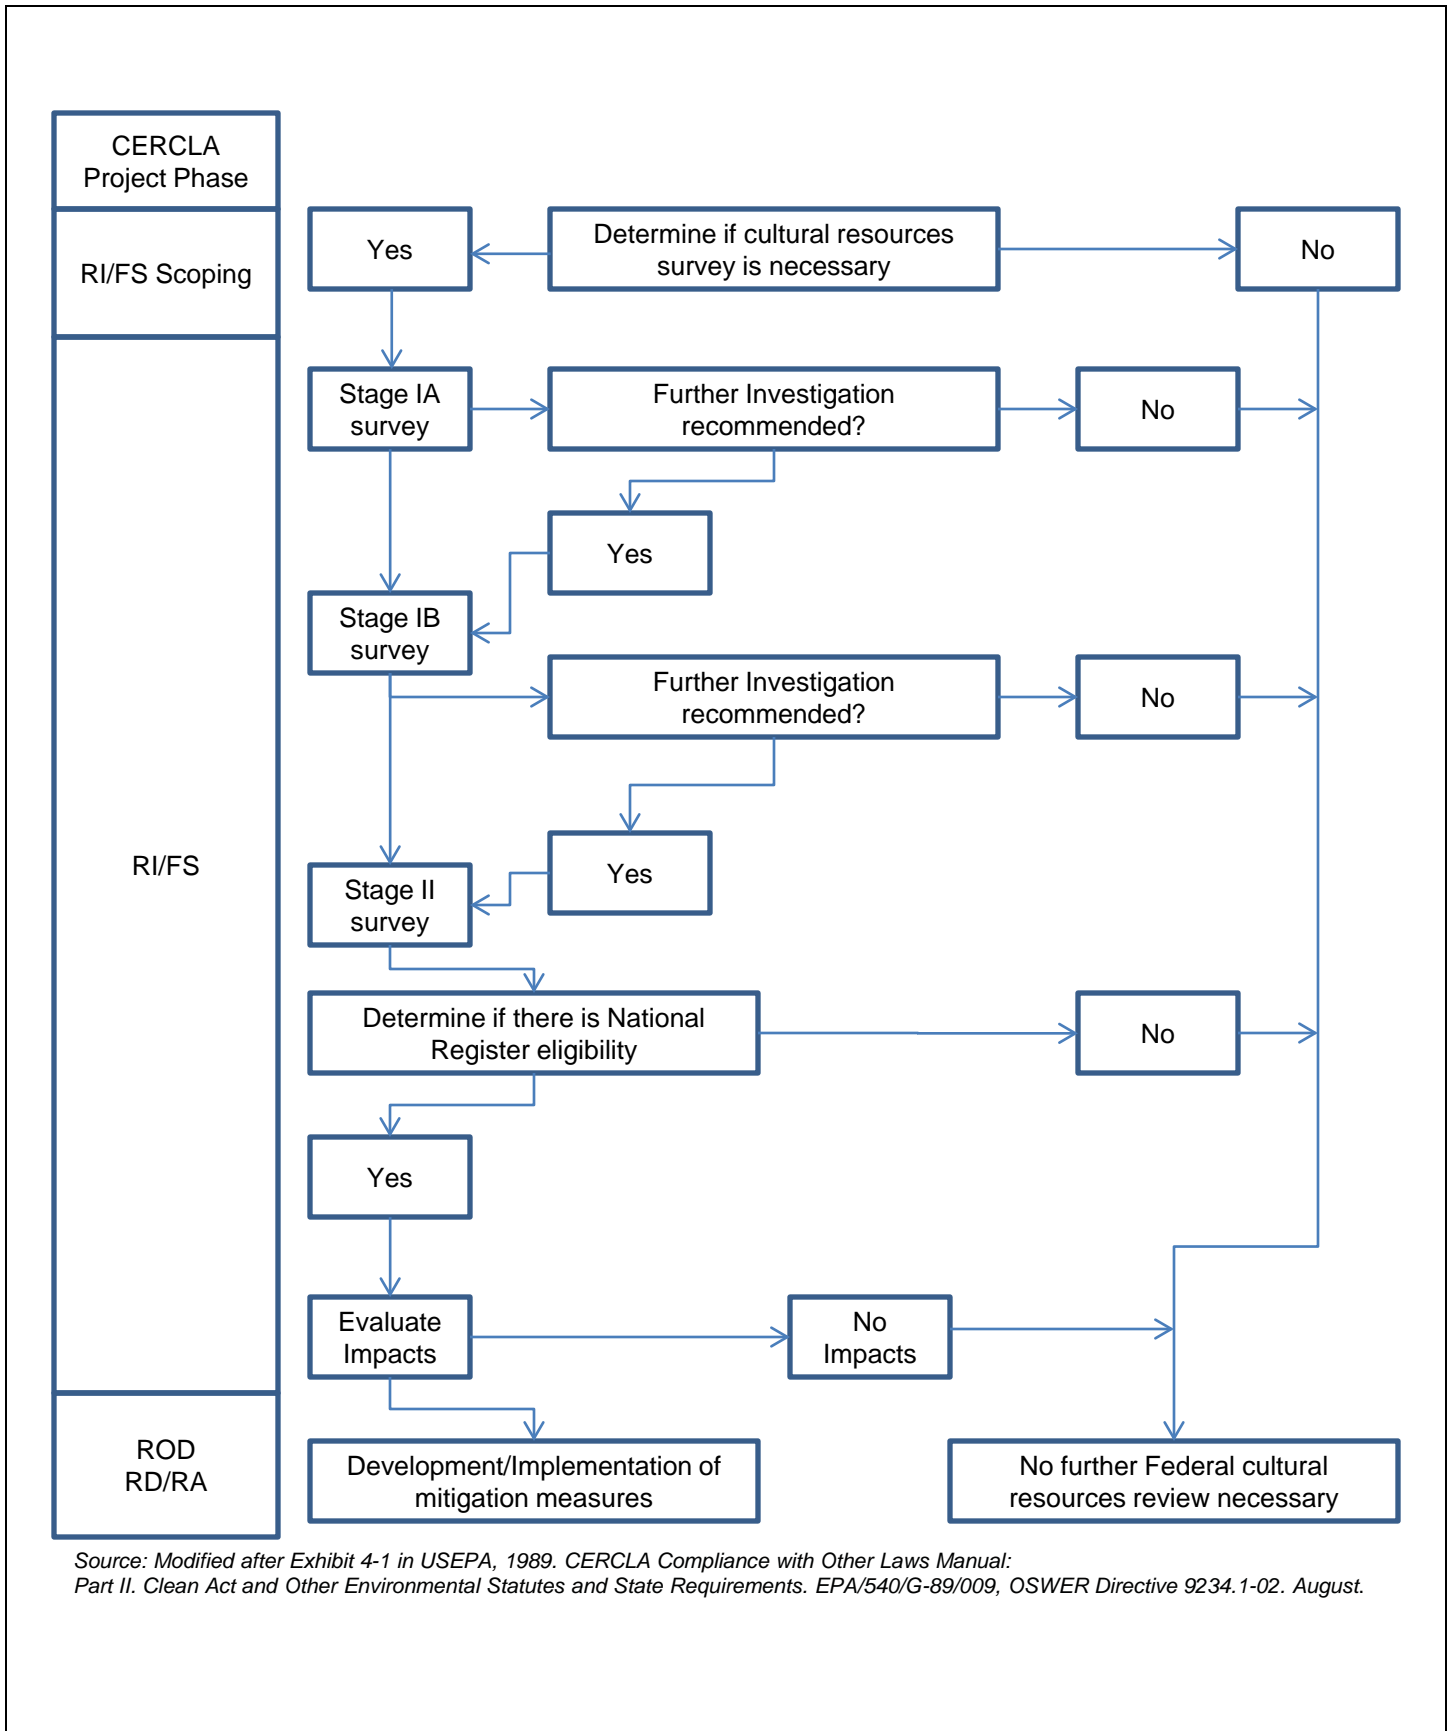 CERCLA
Project Phase
RI/FS Scoping
Yes
Determine if cultural resources
survey is necessary
No
RI/FS
Stage IA
survey
Further Investigation
recommended?
No
Yes
Stage IB
survey
Further Investigation
recommended?
No
Yes
Stage II
survey
Determine if there is National
Register eligibility
No
Yes
Evaluate
Impacts
No
Impacts
ROD
RD/RA
Development/Implementation of
mitigation measures
No further Federal cultural
resources review necessary
Source: Modified after Exhibit 4-1 in USEPA, 1989. CERCLA Compliance with Other Laws Manual:
Part II. Clean Act and Other Environmental Statutes and State Requirements. EPA/540/G-89/009, OSWER Directive 9234.1-02. August.